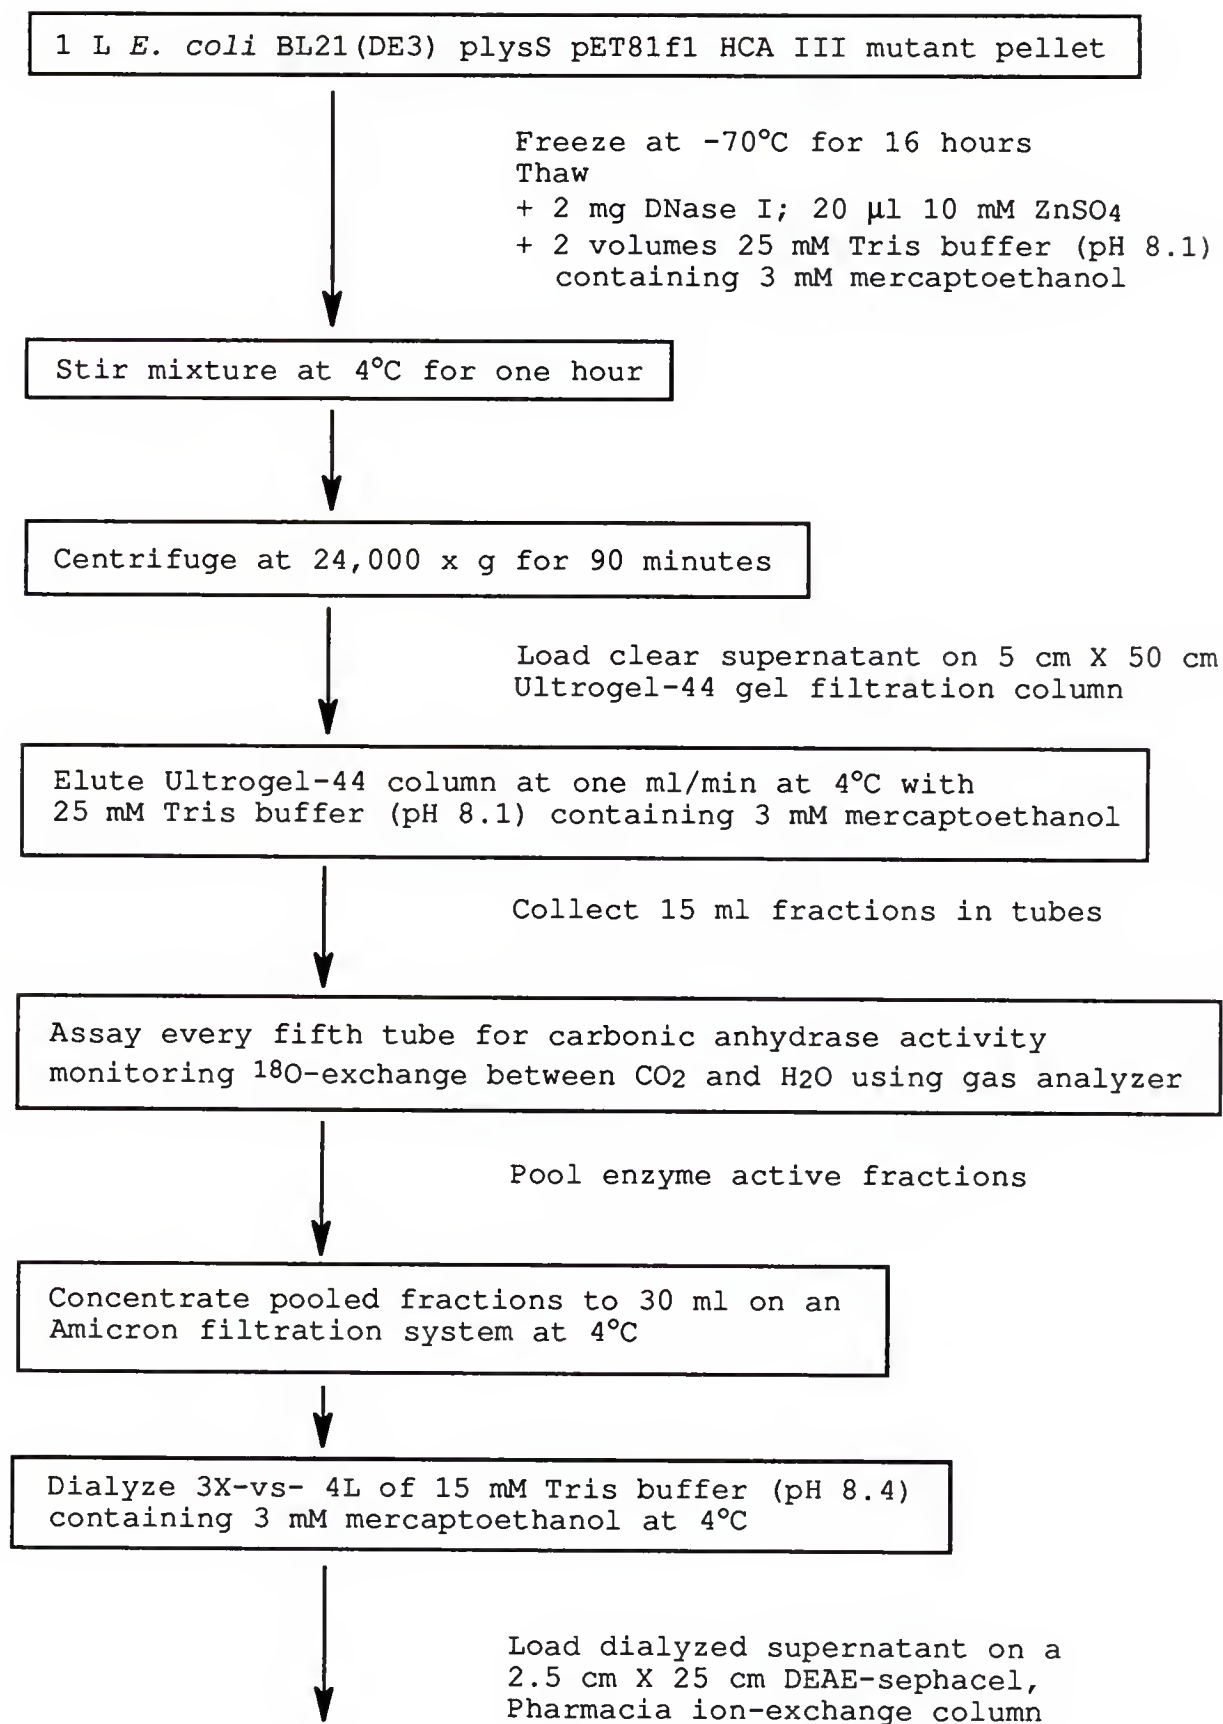 1 L E. coli BL21(DE3) plysS pET81f1 HCA III mutant pellet
Freeze at -70°C for 16 hours
Thaw
+ 2 mg DNase I; 20 µl 10 mM ZnSO4
+ 2 volumes 25 mM Tris buffer (pH 8.1)
containing 3 mM mercaptoethanol
Stir mixture at 4°C for one hour
Centrifuge at 24,000 x g for 90 minutes
Load clear supernatant on 5 cm X 50 cm
Ultrogel-44 gel filtration column
Elute Ultrogel-44 column at one ml/min at 4°C with
25 mM Tris buffer (pH 8.1) containing 3 mM mercaptoethanol
Collect 15 ml fractions in tubes
Assay every fifth tube for carbonic anhydrase activity
monitoring 18O-exchange between CO2 and H2O using gas analyzer
Pool enzyme active fractions
Concentrate pooled fractions to 30 ml on an
Amicron filtration system at 4°C
Dialyze 3X-vs- 4L of 15 mM Tris buffer (pH 8.4)
containing 3 mM mercaptoethanol at 4°C
Load dialyzed supernatant on a
2.5 cm X 25 cm DEAE-sephacel,
Pharmacia ion-exchange column